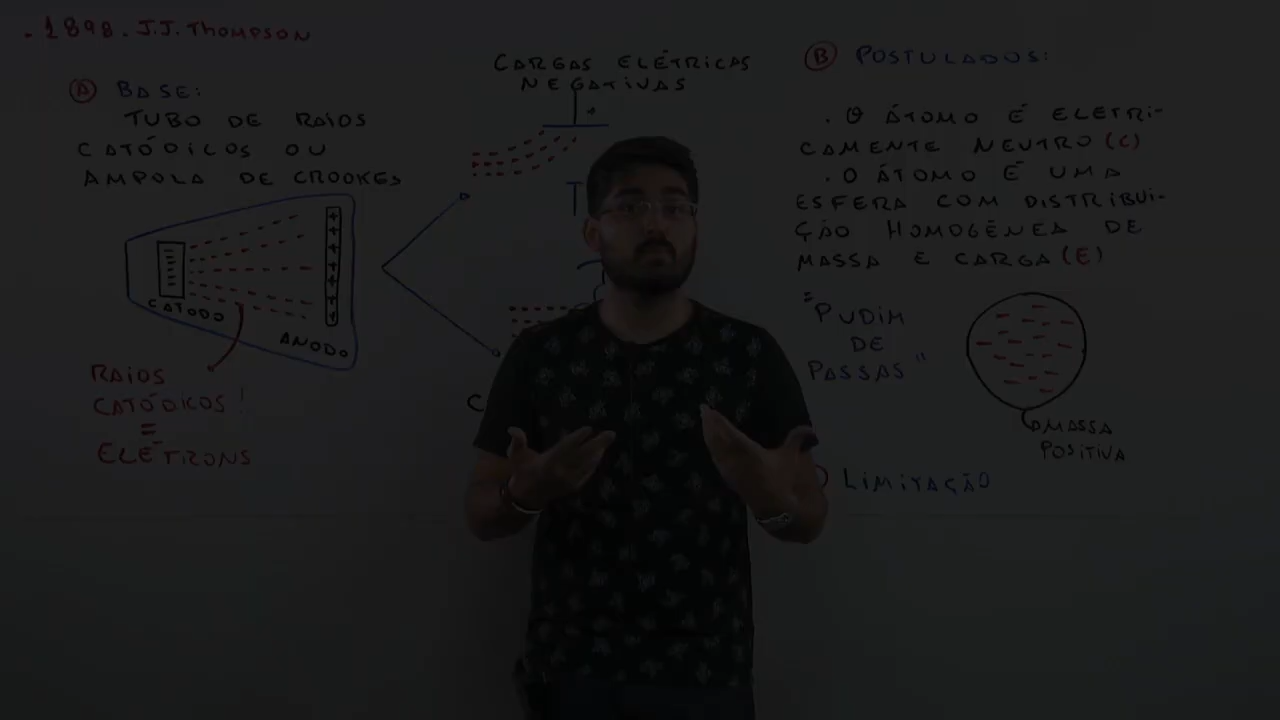 . 1898. J.J. THOMPSON
A BASE:
TUBO DE RAIOS
CATÓDICOS OU
AMPOLA DE CROOKES
CATODO
ANODO
RAIOS
CATÓDICOS!
=
ELÉTRONS
CARGAS ELÉTRICAS
NEGATIVAS
+
B POSTULADOS:
. O ÁTOMO É ELETRI-
CAMENTE NEUTRO (C)
. O ÁTOMO É UMA
ESFERA COM DISTRIBUI-
ÇÃO HOMOGÊNEA DE
MASSA E CARGA (E)
"PUDIM
DE
PASSAS"
MASSA
POSITIVA
LIMITAÇÃO